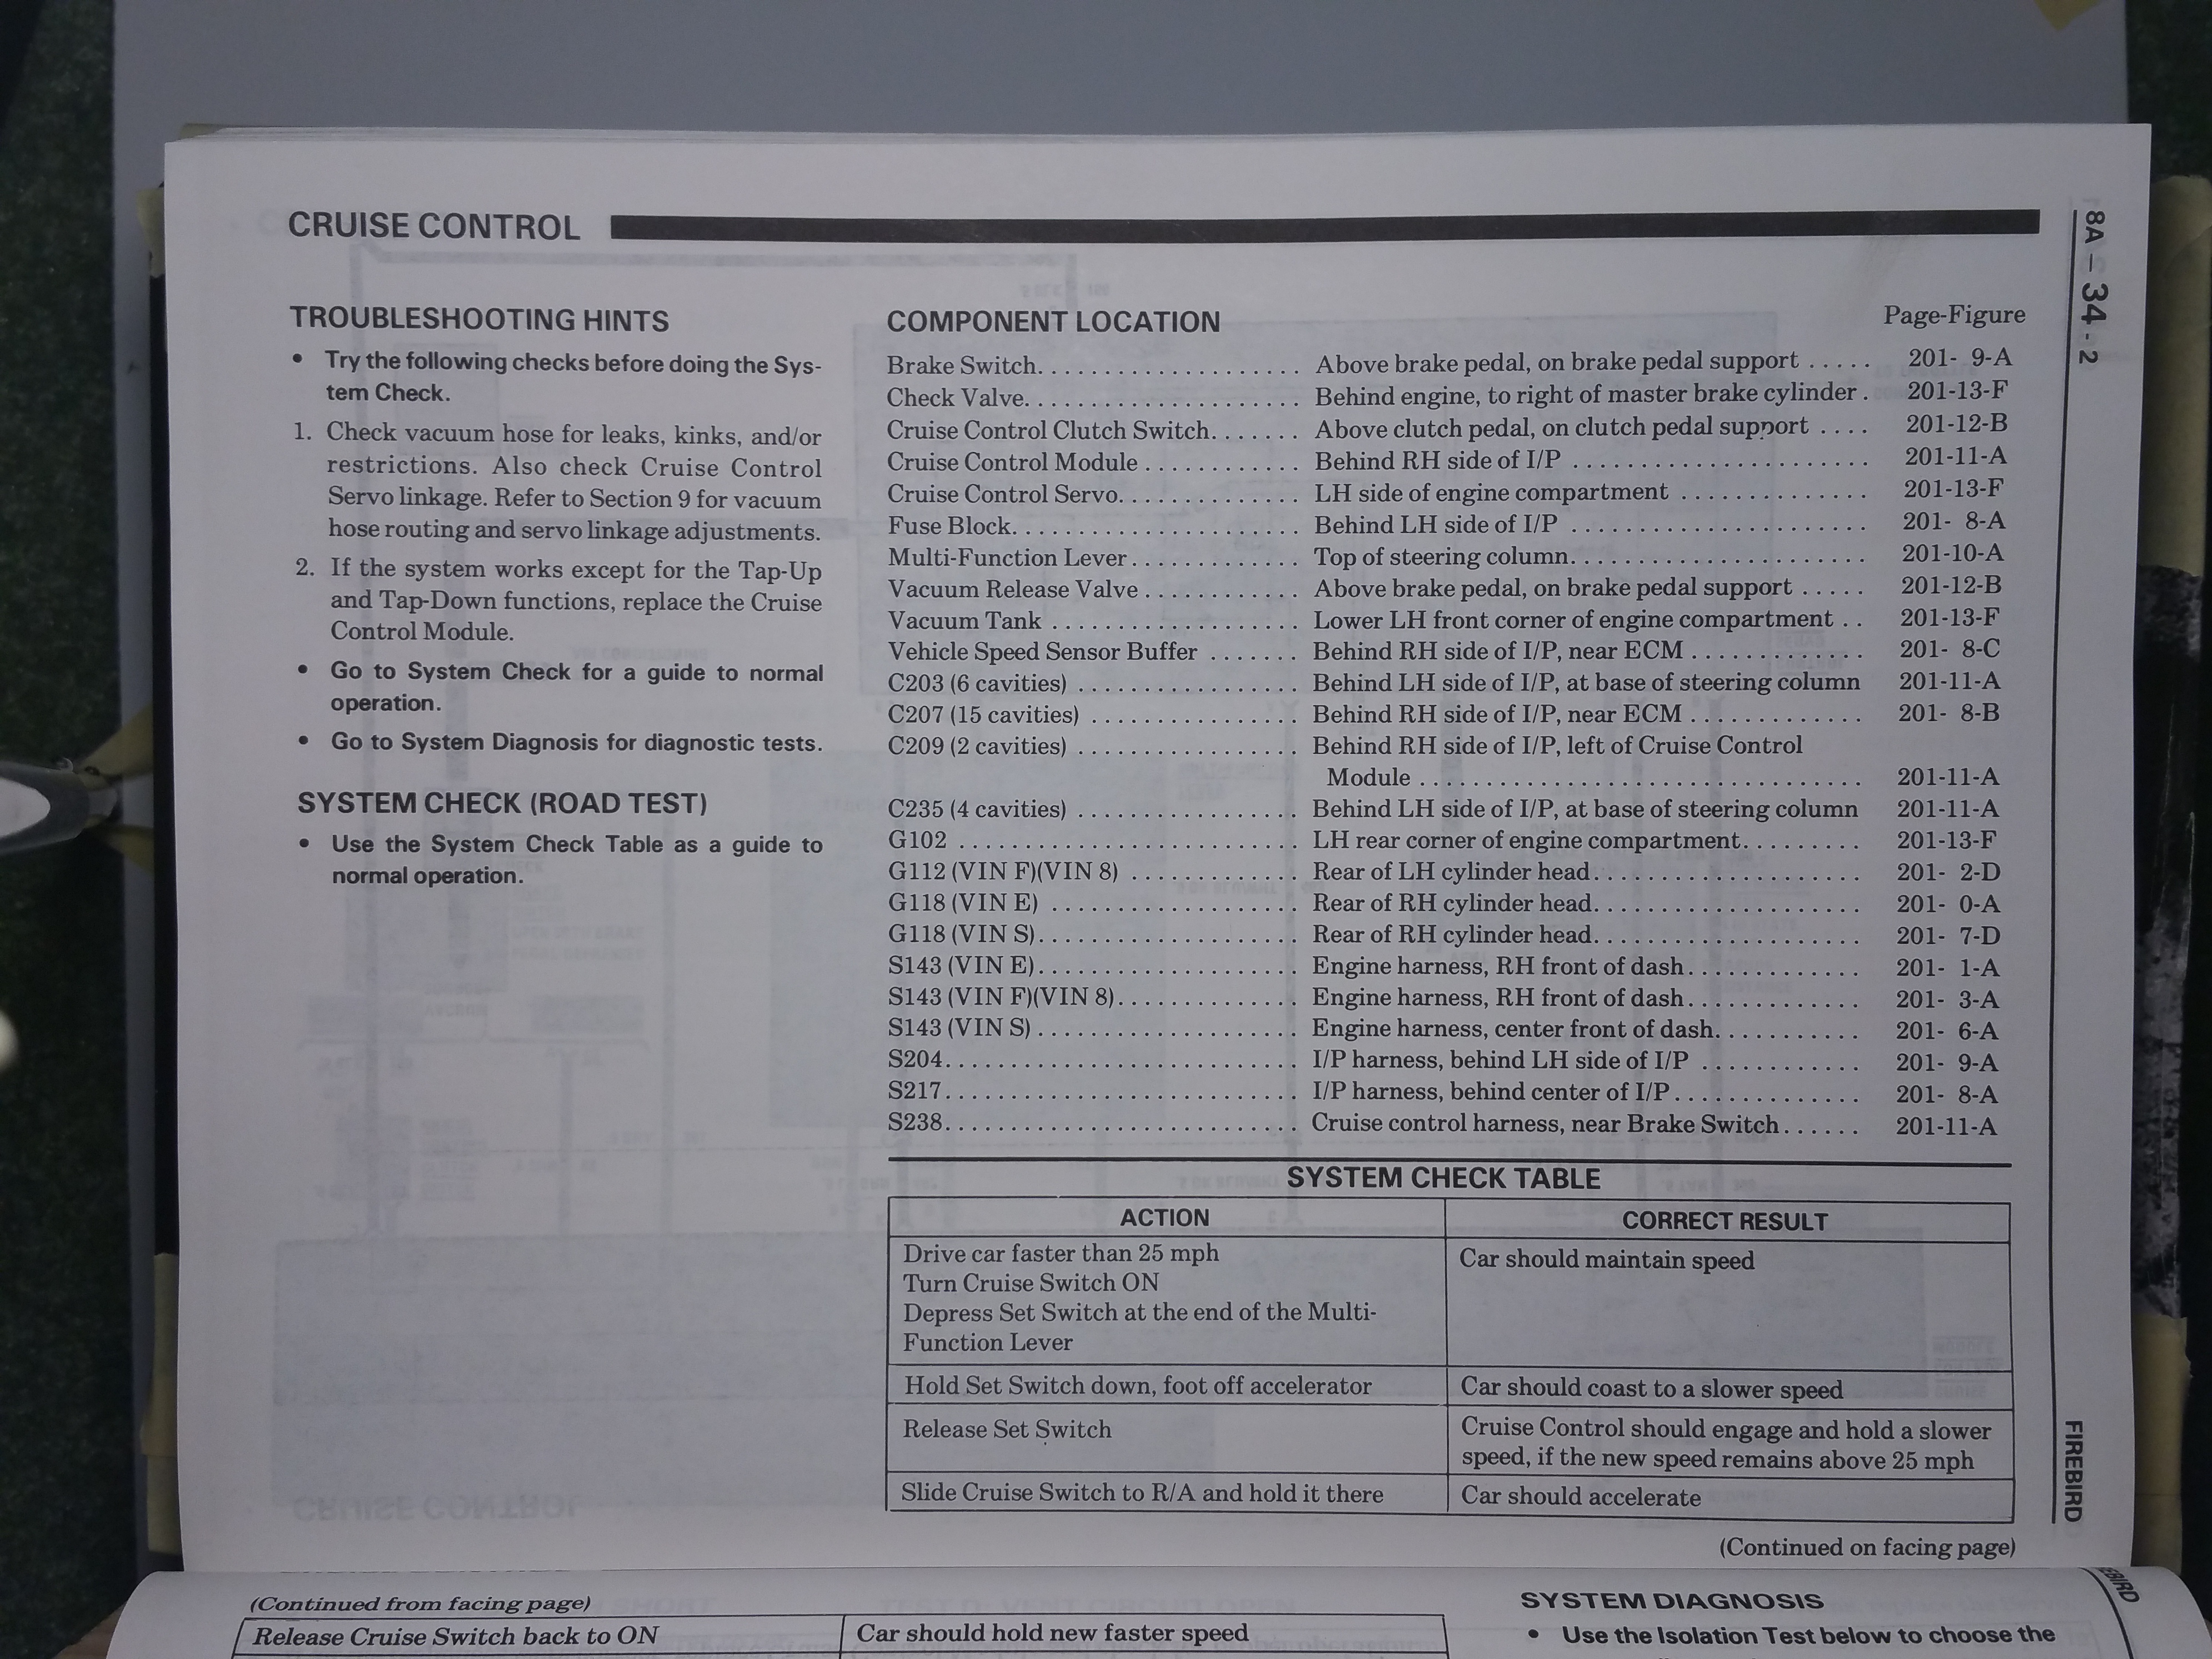 CRUISE CONTROL
8A – 34 - 2
TROUBLESHOOTING HINTS
• Try the following checks before doing the Sys-
tem Check.
1. Check vacuum hose for leaks, kinks, and/or
restrictions. Also check Cruise Control
Servo linkage. Refer to Section 9 for vacuum
hose routing and servo linkage adjustments.
2. If the system works except for the Tap-Up
and Tap-Down functions, replace the Cruise
Control Module.
• Go to System Check for a guide to normal
operation.
• Go to System Diagnosis for diagnostic tests.
SYSTEM CHECK (ROAD TEST)
• Use the System Check Table as a guide to
normal operation.
COMPONENT LOCATION Page-Figure
Brake Switch. . . . . Above brake pedal, on brake pedal support . . . . . 201- 9-A
Check Valve. . . . . Behind engine, to right of master brake cylinder . 201-13-F
Cruise Control Clutch Switch. . . . . . . Above clutch pedal, on clutch pedal support . . . . 201-12-B
Cruise Control Module . . . . . Behind RH side of I/P . . . . . 201-11-A
Cruise Control Servo. . . . . LH side of engine compartment . . . . . 201-13-F
Fuse Block. . . . . Behind LH side of I/P . . . . . 201- 8-A
Multi-Function Lever . . . . . Top of steering column. . . . . 201-10-A
Vacuum Release Valve . . . . . Above brake pedal, on brake pedal support . . . . . 201-12-B
Vacuum Tank . . . . . Lower LH front corner of engine compartment . . 201-13-F
Vehicle Speed Sensor Buffer . . . . . Behind RH side of I/P, near ECM . . . . . 201- 8-C
C203 (6 cavities) . . . . . Behind LH side of I/P, at base of steering column 201-11-A
C207 (15 cavities) . . . . . Behind RH side of I/P, near ECM . . . . . 201- 8-B
C209 (2 cavities) . . . . . Behind RH side of I/P, left of Cruise Control
Module . . . . . 201-11-A
C235 (4 cavities) . . . . . Behind LH side of I/P, at base of steering column 201-11-A
G102 . . . . . LH rear corner of engine compartment. . . . . 201-13-F
G112 (VIN F)(VIN 8) . . . . . Rear of LH cylinder head. . . . . 201- 2-D
G118 (VIN E) . . . . . Rear of RH cylinder head. . . . . 201- 0-A
G118 (VIN S). . . . . Rear of RH cylinder head. . . . . 201- 7-D
S143 (VIN E). . . . . Engine harness, RH front of dash. . . . . 201- 1-A
S143 (VIN F)(VIN 8). . . . . Engine harness, RH front of dash. . . . . 201- 3-A
S143 (VIN S) . . . . . Engine harness, center front of dash. . . . . 201- 6-A
S204. . . . . I/P harness, behind LH side of I/P . . . . . 201- 9-A
S217. . . . . I/P harness, behind center of I/P. . . . . 201- 8-A
S238. . . . . Cruise control harness, near Brake Switch. . . . . 201-11-A
SYSTEM CHECK TABLE
ACTION CORRECT RESULT
Drive car faster than 25 mph Car should maintain speed
Turn Cruise Switch ON
Depress Set Switch at the end of the Multi-
Function Lever
Hold Set Switch down, foot off accelerator Car should coast to a slower speed
Release Set Switch Cruise Control should engage and hold a slower
speed, if the new speed remains above 25 mph
Slide Cruise Switch to R/A and hold it there Car should accelerate
FIREBIRD
(Continued on facing page)
(Continued from facing page)
Release Cruise Switch back to ON Car should hold new faster speed
SYSTEM DIAGNOSIS
• Use the Isolation Test below to choose the